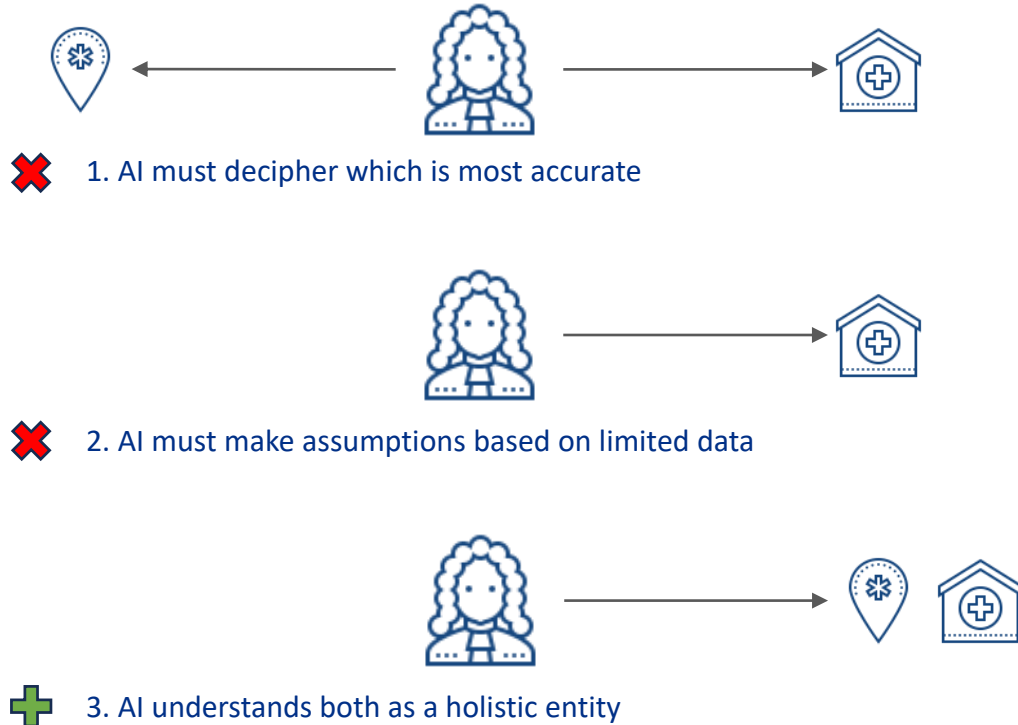 1. AI must decipher which is most accurate
2. AI must make assumptions based on limited data
3. AI understands both as a holistic entity